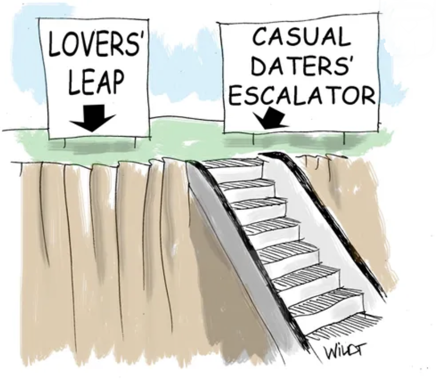 LOVERS'
LEAP
CASUAL
DATERS'
ESCALATOR
WILDT